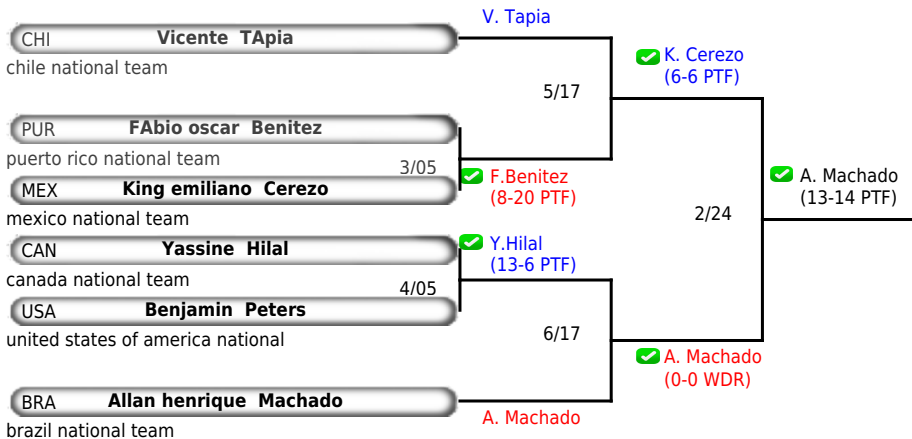 V. Tapia
CHI Vicente TApia
chile national team
K. Cerezo
(6-6 PTF)
5/17
PUR FAbio oscar Benitez
puerto rico national team
3/05
F.Benitez
(8-20 PTF)
MEX King emiliano Cerezo
mexico national team
A. Machado
(13-14 PTF)
2/24
CAN Yassine Hilal
canada national team
Y.Hilal
(13-6 PTF)
4/05
USA Benjamin Peters
united states of america national
6/17
A. Machado
(0-0 WDR)
BRA Allan henrique Machado
brazil national team
A. Machado